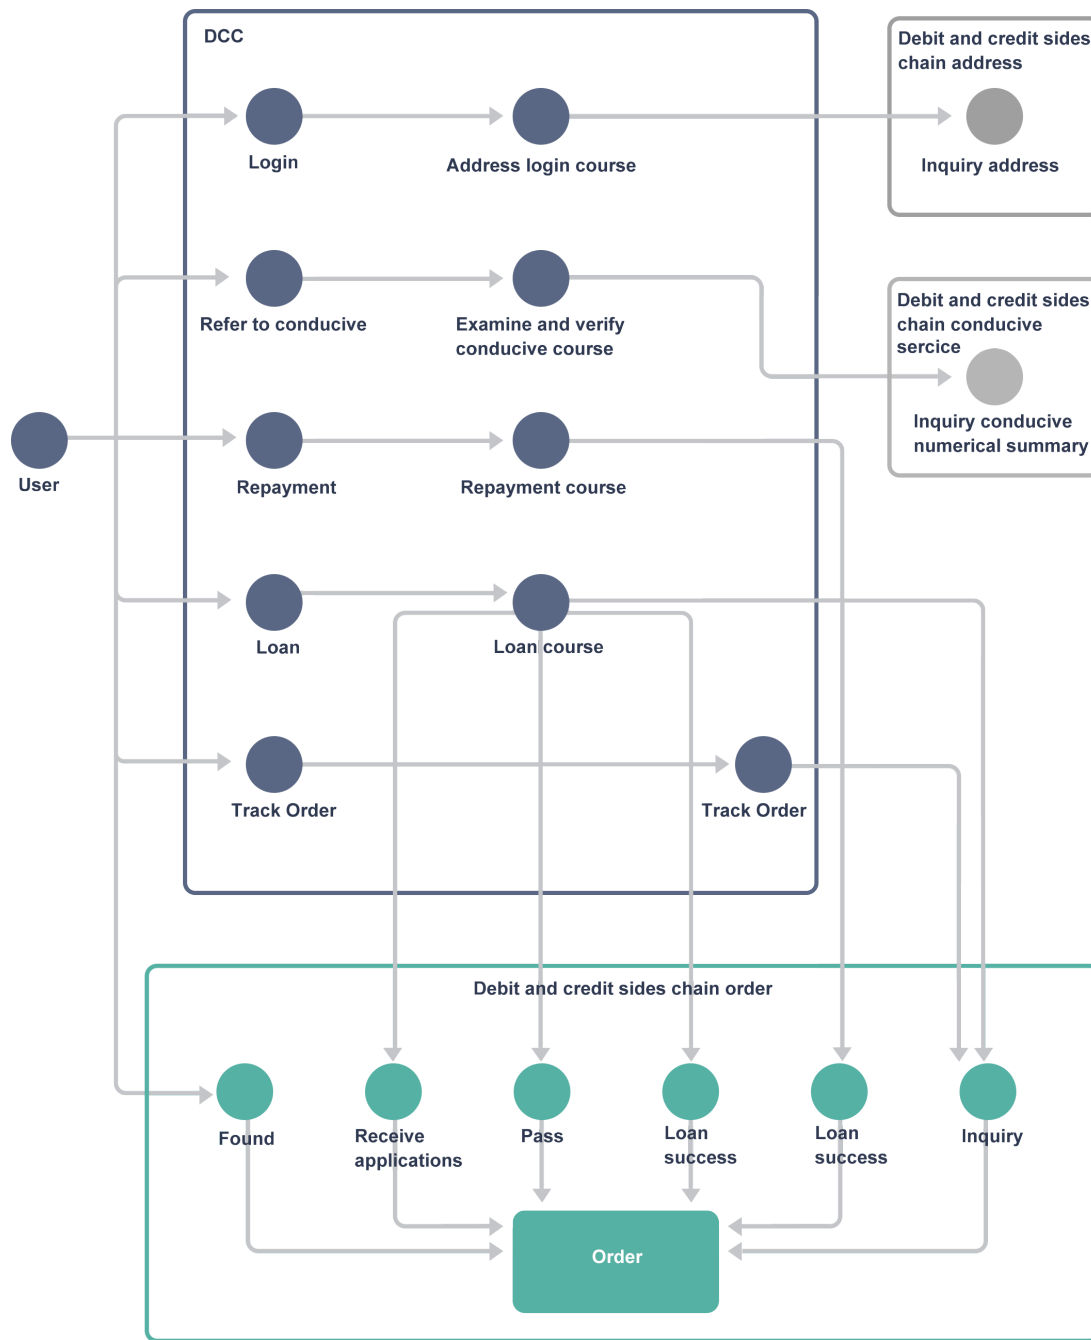 DCC
Debit and credit sides
chain address
Login
Address login course
Inquiry address
Refer to conducive
Examine and verify
conducive course
Debit and credit sides
chain conducive
sercice
Inquiry conducive
numerical summary
User
Repayment
Repayment course
Loan
Loan course
Track Order
Track Order
Debit and credit sides chain order
Found
Receive
applications
Pass
Loan
success
Loan
success
Inquiry
Order